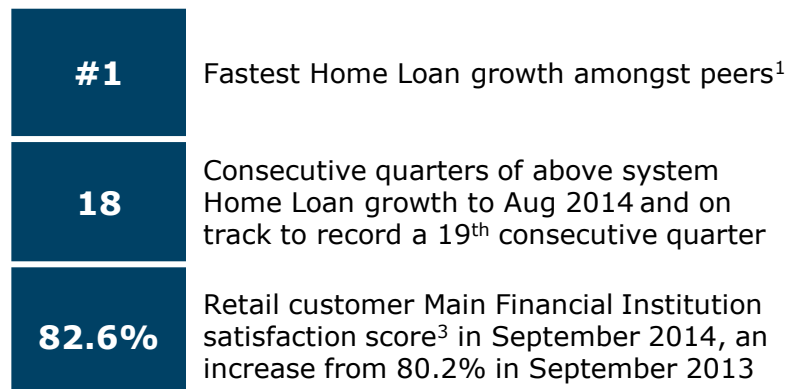 #1
Fastest Home Loan growth amongst peers¹
18
Consecutive quarters of above system
Home Loan growth to Aug 2014 and on
track to record a 19ᵗʰ consecutive quarter
82.6%
Retail customer Main Financial Institution
satisfaction score³ in September 2014, an
increase from 80.2% in September 2013